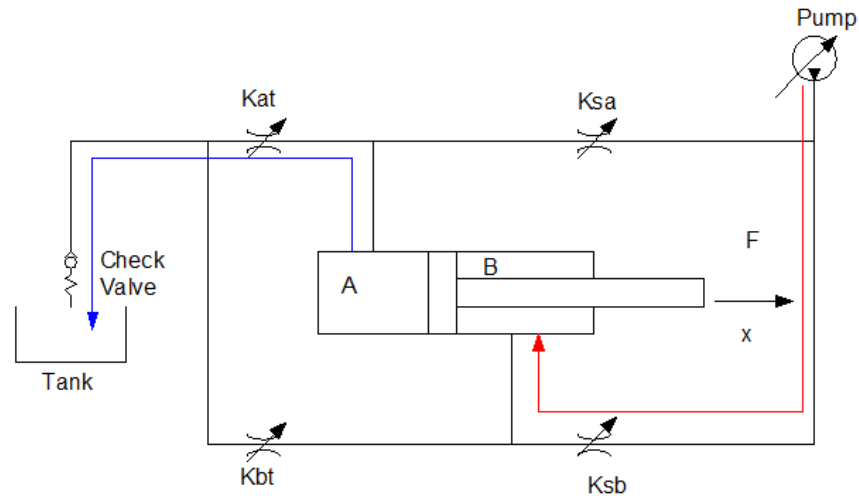 Pump
Kat
Ksa
Check
Valve
F
A
B
x
Tank
Kbt
Ksb